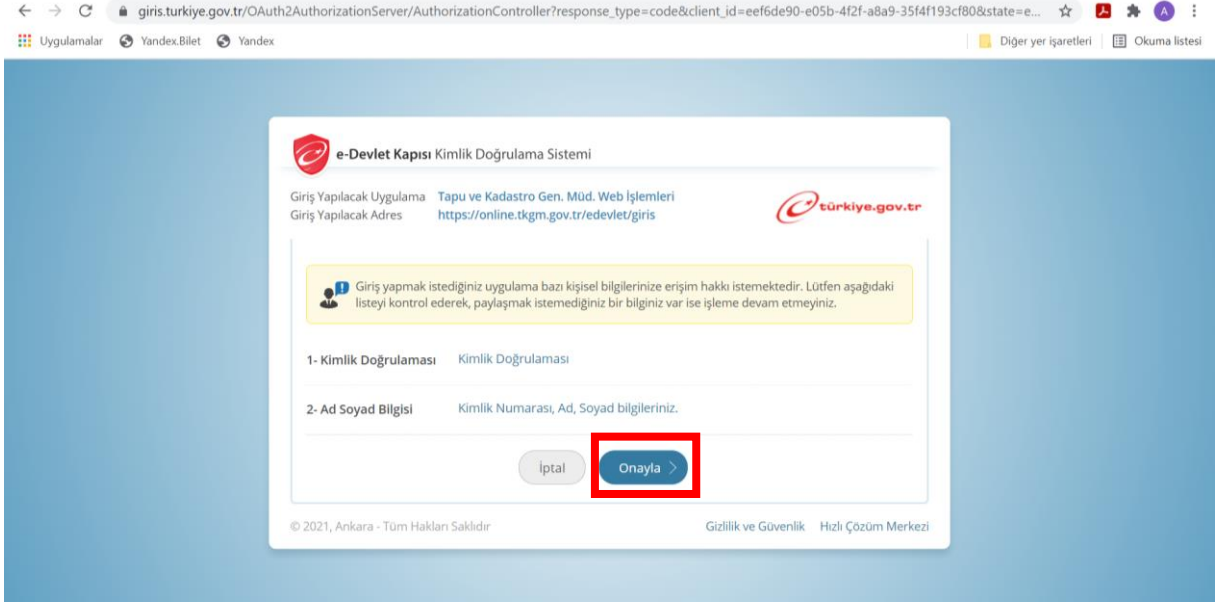 giris.turkiye.gov.tr/OAuth2AuthorizationServer/AuthorizationController?response_type=code&client_id=eef6de90-e05b-4f2f-a8a9-35f4f193cf80&state=e...
A
Uygulamalar Yandex.Bilet Yandex Diğer yer işaretleri Okuma listesi
e-Devlet Kapısı Kimlik Doğrulama Sistemi
Giriş Yapılacak Uygulama Tapu ve Kadastro Gen. Müd. Web İşlemleri
Giriş Yapılacak Adres https://online.tkgm.gov.tr/edevlet/giris
türkiye.gov.tr
Giriş yapmak istediğiniz uygulama bazı kişisel bilgilerinize erişim hakkı istemektedir. Lütfen aşağıdaki
listeyi kontrol ederek, paylaşmak istemediğiniz bir bilginiz var ise işleme devam etmeyiniz.
1- Kimlik Doğrulaması Kimlik Doğrulaması
2- Ad Soyad Bilgisi Kimlik Numarası, Ad, Soyad bilgileriniz.
İptal Onayla
© 2021, Ankara - Tüm Hakları Saklıdır Gizlilik ve Güvenlik Hızlı Çözüm Merkezi